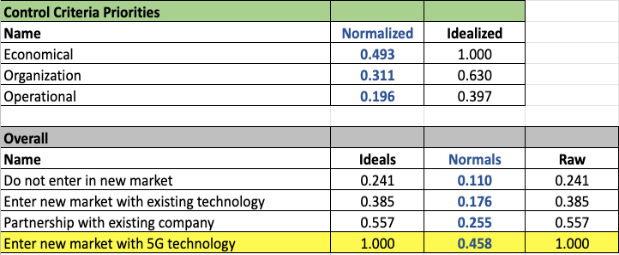 Control Criteria Priorities
Name Normalized Idealized
Economical 0.493 1.000
Organization 0.311 0.630
Operational 0.196 0.397
Overall
Name Ideals Normals Raw
Do not enter in new market 0.241 0.110 0.241
Enter new market with existing technology 0.385 0.176 0.385
Partnership with existing company 0.557 0.255 0.557
Enter new market with 5G technology 1.000 0.458 1.000